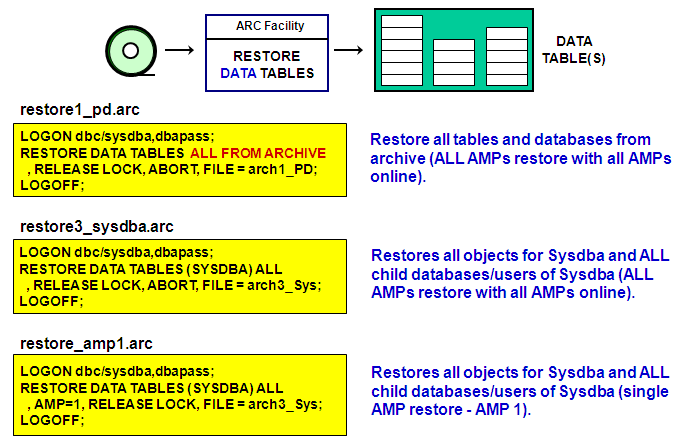 ARC Facility
RESTORE
DATA TABLES
DATA
TABLE(S)
restore1_pd.arc
LOGON dbc/sysdba,dbapass;
RESTORE DATA TABLES ALL FROM ARCHIVE
, RELEASE LOCK, ABORT, FILE = arch1_PD;
LOGOFF;
Restore all tables and databases from
archive (ALL AMPs restore with all AMPs
online).
restore3_sysdba.arc
LOGON dbc/sysdba,dbapass;
RESTORE DATA TABLES (SYSDBA) ALL
, RELEASE LOCK, ABORT, FILE = arch3_Sys;
LOGOFF;
Restores all objects for Sysdba and ALL
child databases/users of Sysdba (ALL
AMPs restore with all AMPs online).
restore_amp1.arc
LOGON dbc/sysdba,dbapass;
RESTORE DATA TABLES (SYSDBA) ALL
, AMP=1, RELEASE LOCK, FILE = arch3_Sys;
LOGOFF;
Restores all objects for Sysdba and ALL
child databases/users of Sysdba (single
AMP restore - AMP 1).